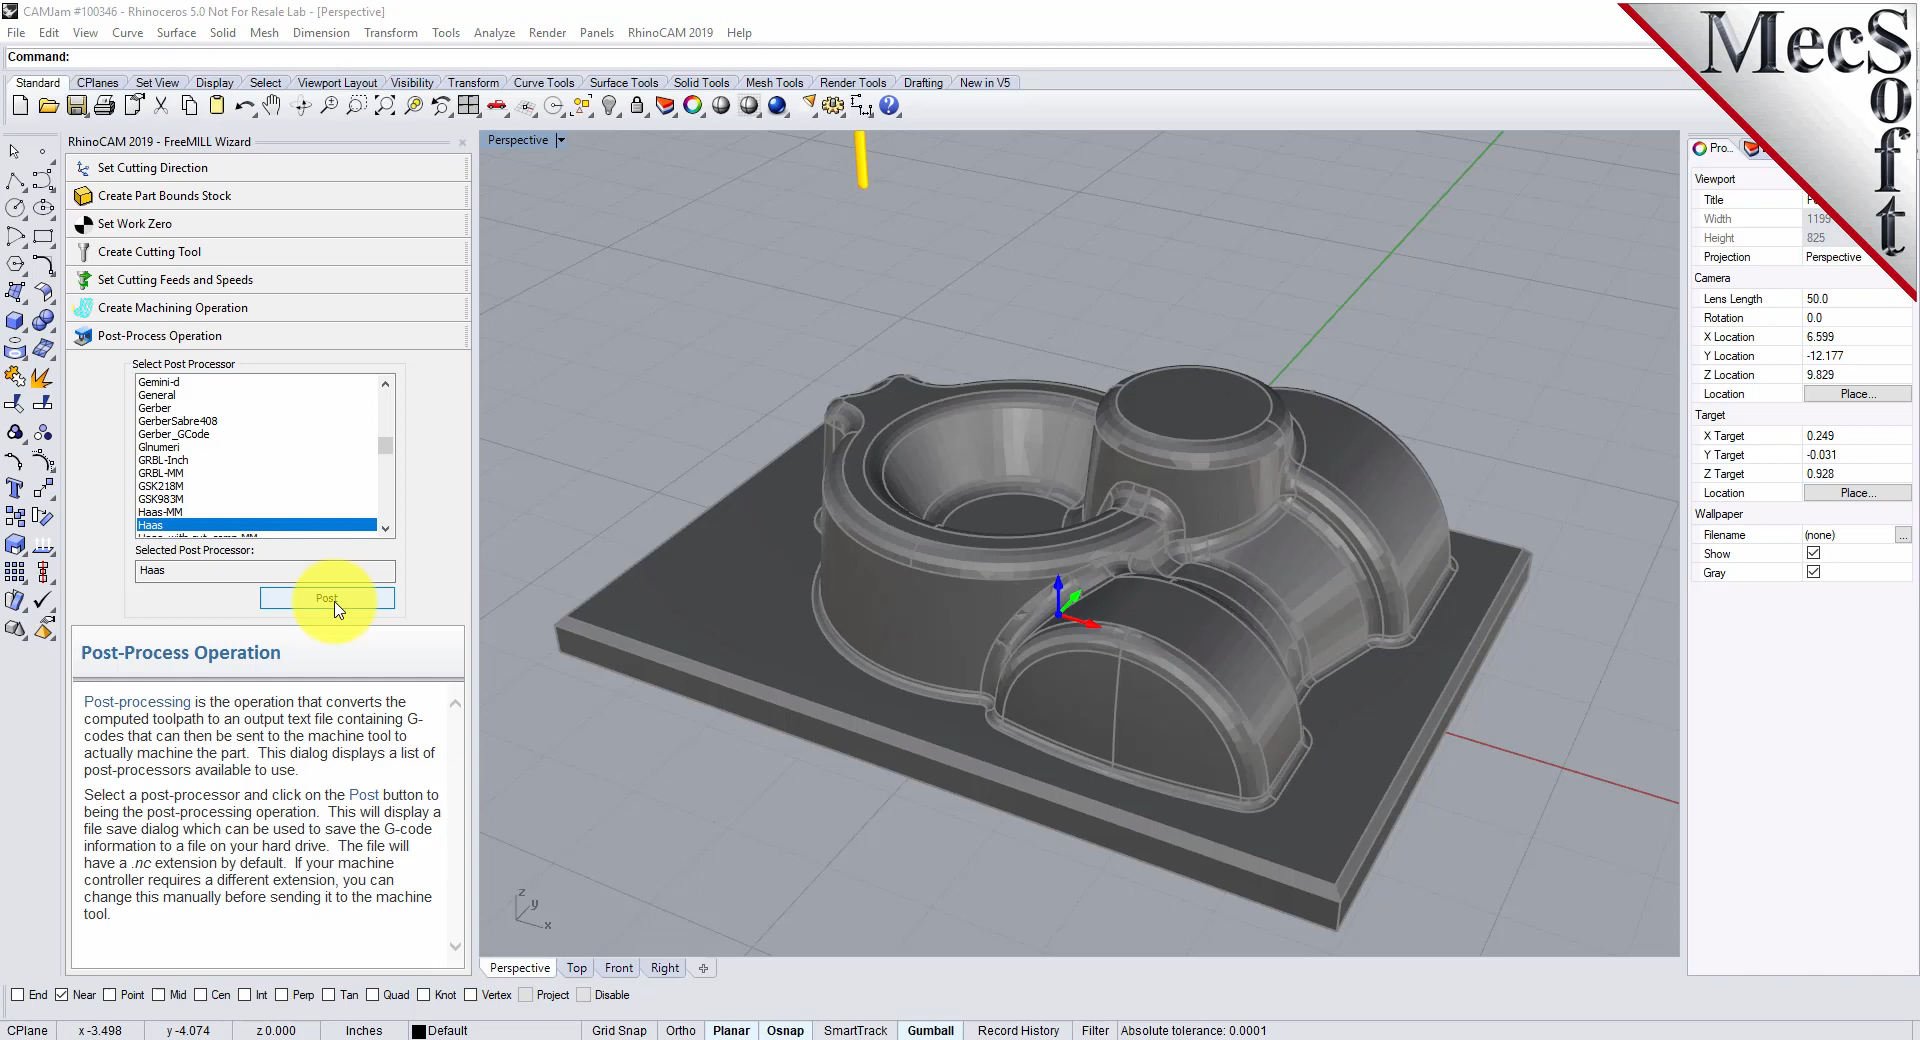 CAMJam #100346 - Rhinoceros 5.0 Not For Resale Lab - [Perspective]
File Edit View Curve Surface Solid Mesh Dimension Transform Tools Analyze Render Panels RhinoCAM 2019 Help
Command:
Standard CPlanes Set View Display Select Viewport Layout Visibility Transform Curve Tools Surface Tools Solid Tools Mesh Tools Render Tools Drafting New in V5
MecSoft
RhinoCAM 2019 - FreeMILL Wizard
Set Cutting Direction
Create Part Bounds Stock
Set Work Zero
Create Cutting Tool
Set Cutting Feeds and Speeds
Create Machining Operation
Post-Process Operation
Select Post Processor
Gemini-d
General
Gerber
GerberSabre408
Gerber_GCode
Glnumeri
GRBL-Inch
GRBL-MM
GSK218M
GSK983M
Haas-MM
Haas
Selected Post Processor:
Haas
Post
Post-Process Operation
Post-processing is the operation that converts the
computed toolpath to an output text file containing G-
codes that can then be sent to the machine tool to
actually machine the part. This dialog displays a list of
post-processors available to use.
Select a post-processor and click on the Post button to
being the post-processing operation. This will display a
file save dialog which can be used to save the G-code
information to a file on your hard drive. The file will
have a .nc extension by default. If your machine
controller requires a different extension, you can
change this manually before sending it to the machine
tool.
Perspective
z
y
x
Perspective Top Front Right
Pro...
Viewport
Title
Width 1199
Height 825
Projection Perspective
Camera
Lens Length 50.0
Rotation 0.0
X Location 6.599
Y Location -12.177
Z Location 9.829
Location Place...
Target
X Target 0.249
Y Target -0.031
Z Target 0.928
Location Place...
Wallpaper
Filename (none) ...
Show
Gray
End Near Point Mid Cen Int Perp Tan Quad Knot Vertex Project Disable
CPlane x -3.498 y -4.074 z 0.000 Inches Default Grid Snap Ortho Planar Osnap SmartTrack Gumball Record History Filter Absolute tolerance: 0.0001